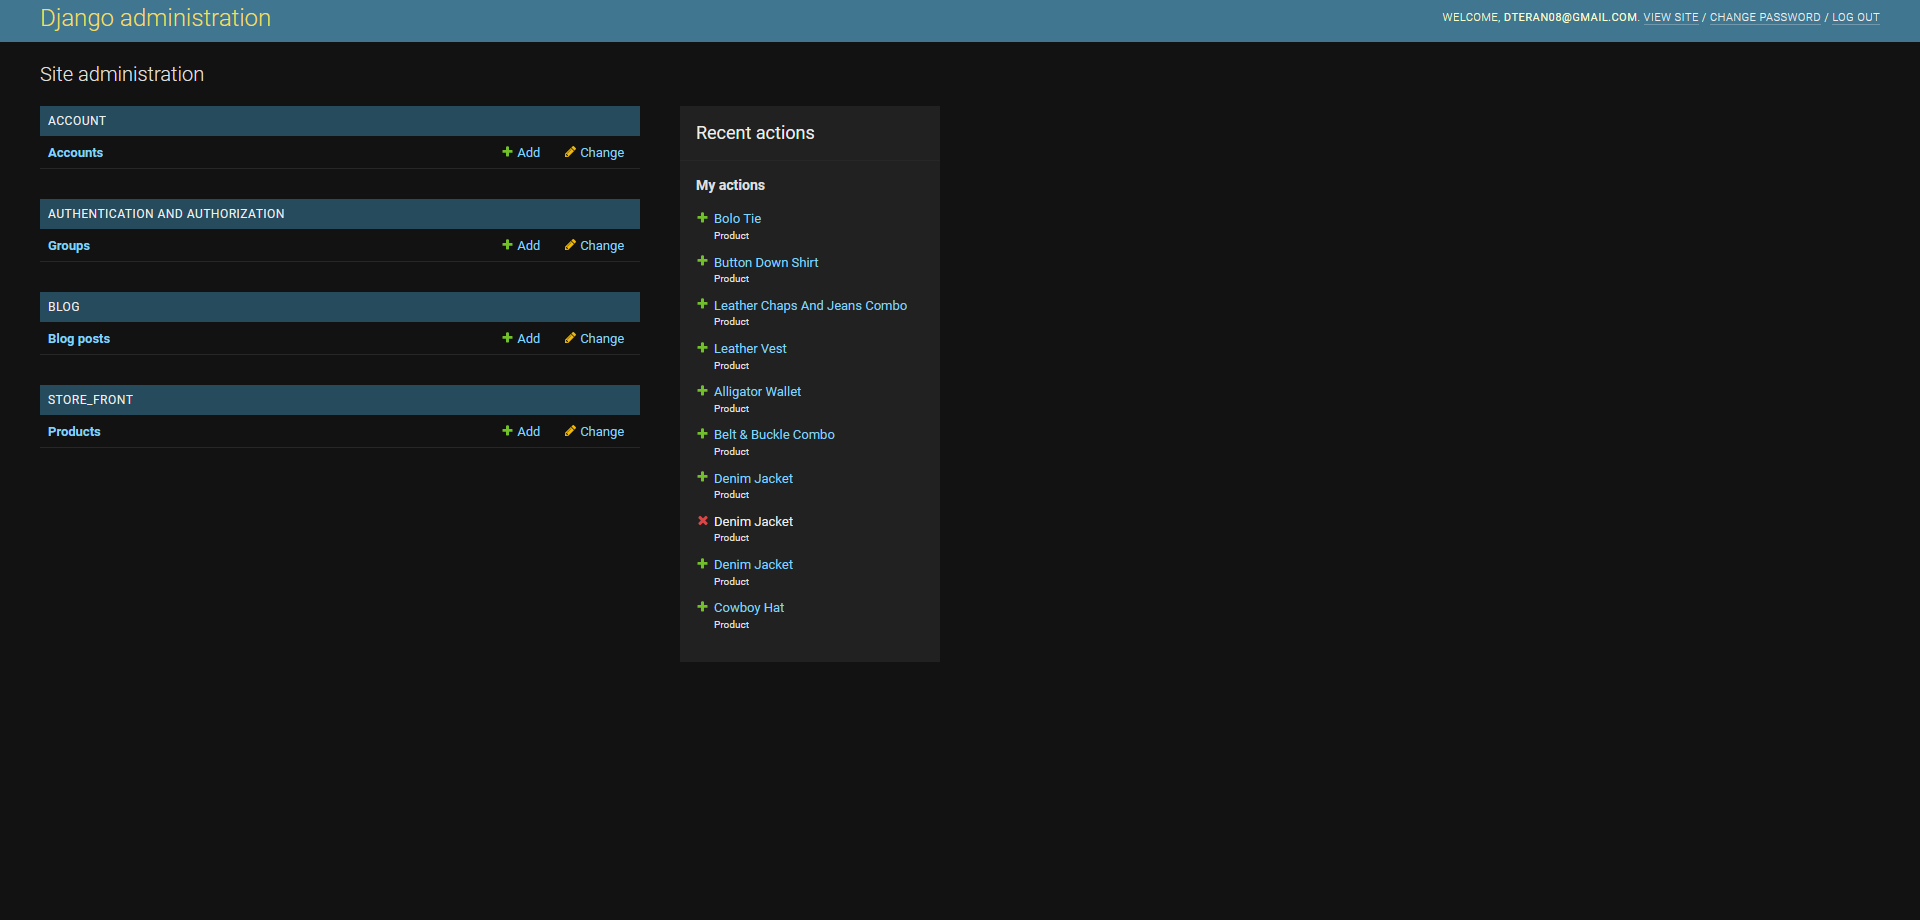 Django administration
WELCOME, DTERAN08@GMAIL.COM. VIEW SITE / CHANGE PASSWORD / LOG OUT
Site administration
ACCOUNT
Accounts Add Change
AUTHENTICATION AND AUTHORIZATION
Groups Add Change
BLOG
Blog posts Add Change
STORE_FRONT
Products Add Change
Recent actions
My actions
Bolo Tie
Product
Button Down Shirt
Product
Leather Chaps And Jeans Combo
Product
Leather Vest
Product
Alligator Wallet
Product
Belt & Buckle Combo
Product
Denim Jacket
Product
Denim Jacket
Product
Denim Jacket
Product
Cowboy Hat
Product